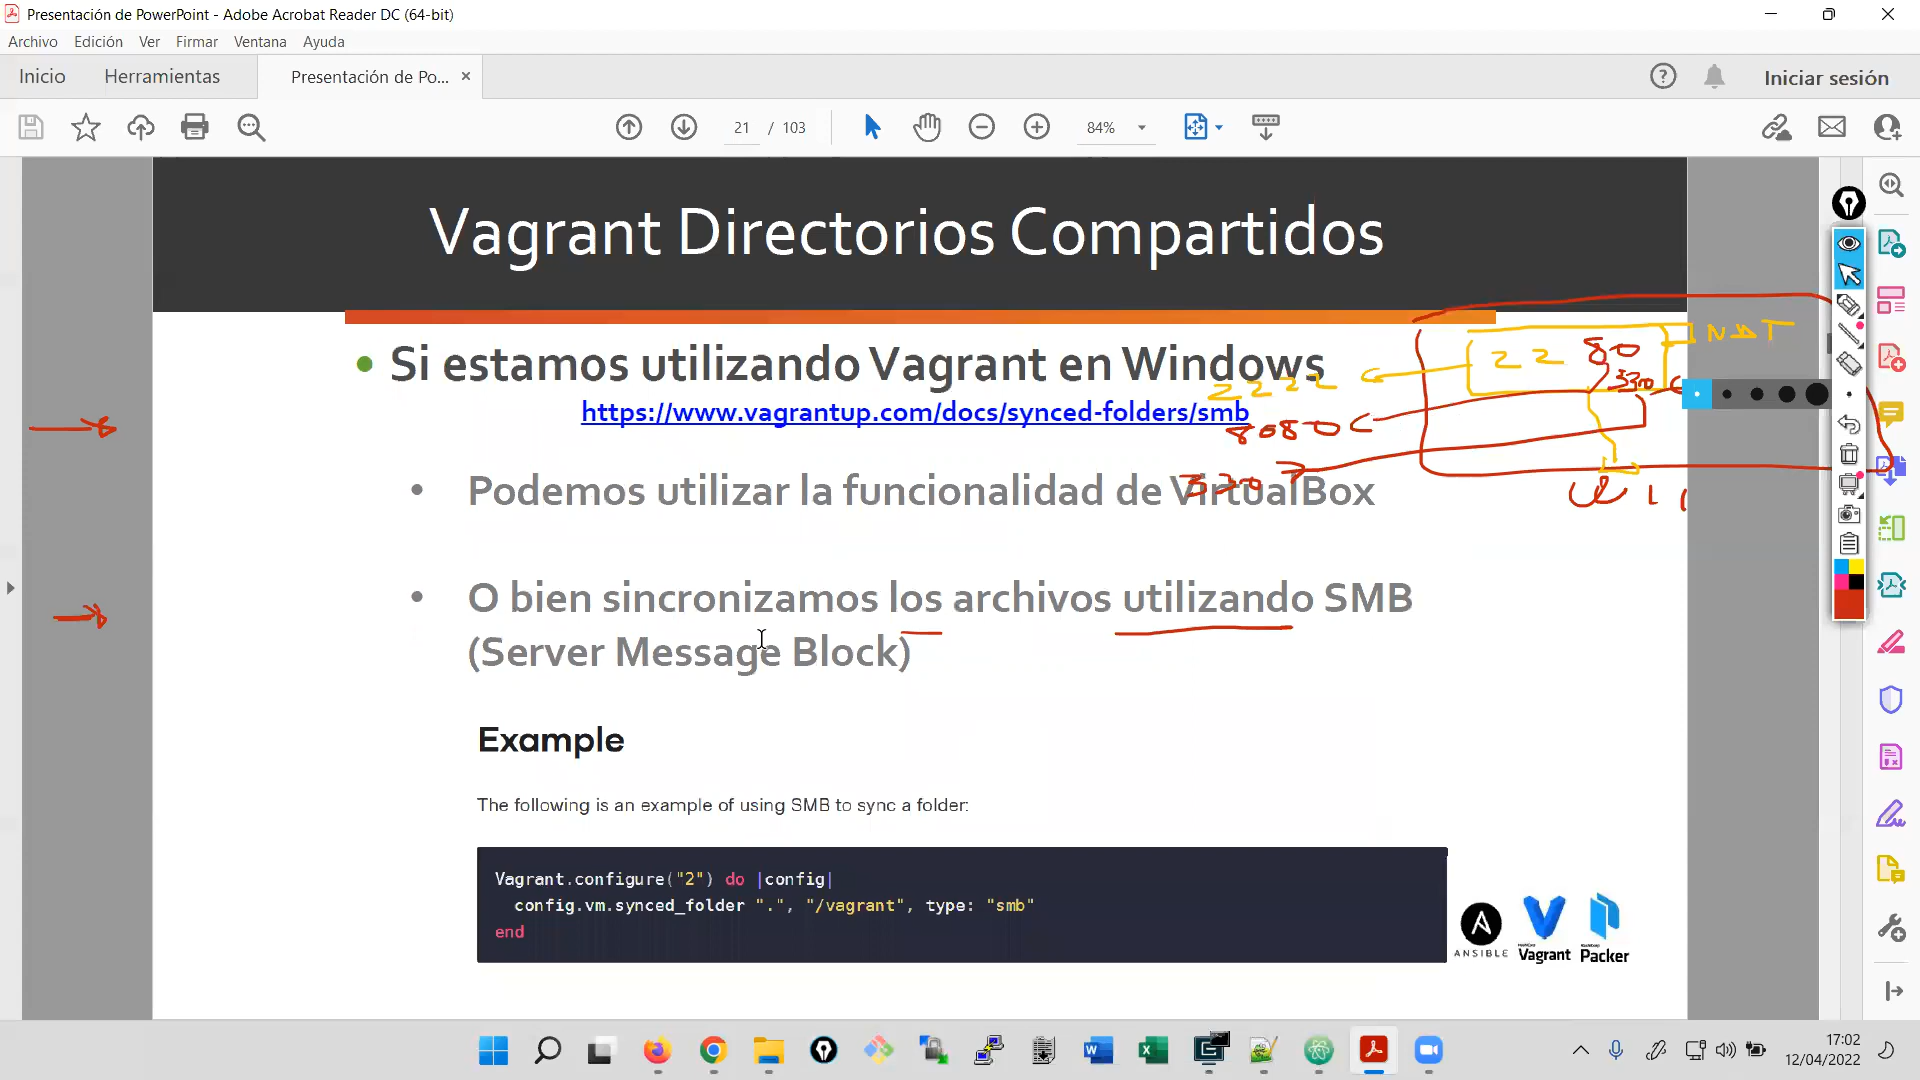 Presentación de PowerPoint - Adobe Acrobat Reader DC (64-bit)
Archivo Edición Ver Firmar Ventana Ayuda
Inicio Herramientas Presentación de Po... Iniciar sesión
21 / 103 84%
Vagrant Directorios Compartidos
Si estamos utilizando Vagrant en Windows
https://www.vagrantup.com/docs/synced-folders/smb
22 80 NAT
2222 330
8080
3307
Podemos utilizar la funcionalidad de VirtualBox
O bien sincronizamos los archivos utilizando SMB
(Server Message Block)
Example
The following is an example of using SMB to sync a folder:
Vagrant.configure("2") do |config|
config.vm.synced_folder ".", "/vagrant", type: "smb"
end
ANSIBLE
HashiCorp Vagrant
HashiCorp Packer
17:02
12/04/2022